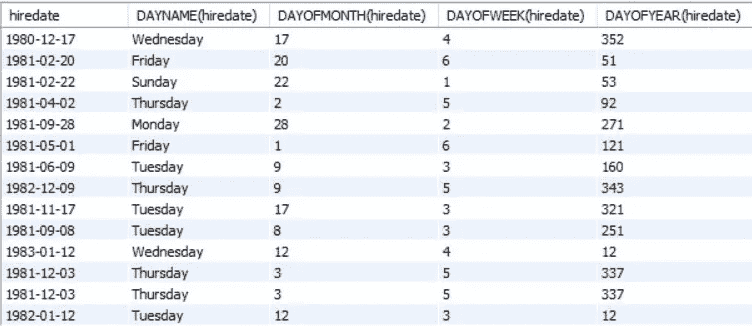 hiredate DAYNAME(hiredate) DAYOFMONTH(hiredate) DAYOFWEEK(hiredate) DAYOFYEAR(hiredate)
1980-12-17 Wednesday 17 4 352
1981-02-20 Friday 20 6 51
1981-02-22 Sunday 22 1 53
1981-04-02 Thursday 2 5 92
1981-09-28 Monday 28 2 271
1981-05-01 Friday 1 6 121
1981-06-09 Tuesday 9 3 160
1982-12-09 Thursday 9 5 343
1981-11-17 Tuesday 17 3 321
1981-09-08 Tuesday 8 3 251
1983-01-12 Wednesday 12 4 12
1981-12-03 Thursday 3 5 337
1981-12-03 Thursday 3 5 337
1982-01-12 Tuesday 12 3 12